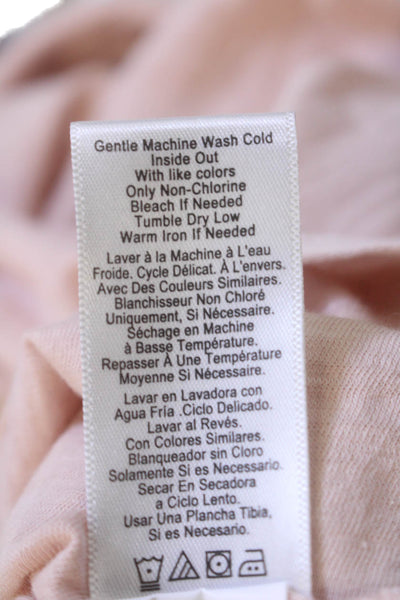 Gentle Machine Wash Cold
Inside Out
With like colors
Only Non-Chlorine
Bleach If Needed
Tumble Dry Low
Warm Iron If Needed
Laver à la Machine à L'eau
Froide. Cycle Délicat. À L'envers.
Avec Des Couleurs Similaires.
Blanchisseur Non Chloré
Uniquement, Si Nécessaire.
Séchage en Machine
à Basse Température.
Repasser À Une Température
Moyenne Si Nécessaire.
Lavar en Lavadora con
Agua Fría .Ciclo Delicado.
Lavar al Revés.
Con Colores Similares.
Blanqueador sin Cloro
Solamente Si es Necesario.
Secar En Secadora
a Ciclo Lento.
Usar Una Plancha Tibia,
Si es Necesario.